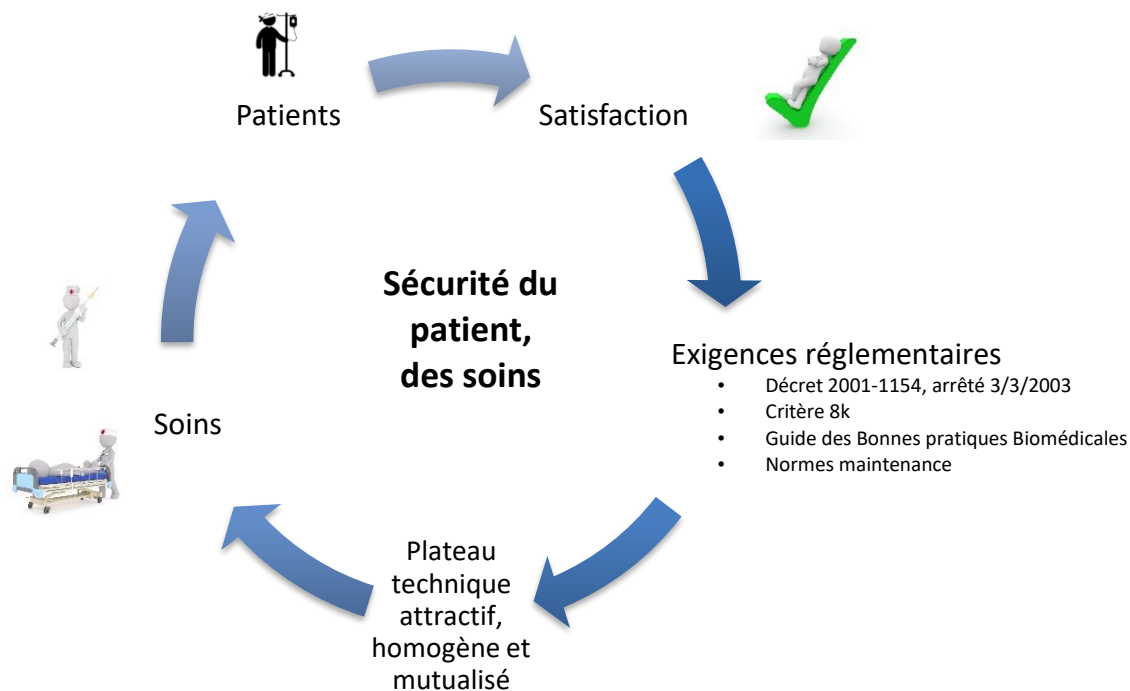 Patients
Satisfaction
Sécurité du
patient,
des soins
Exigences réglementaires
• Décret 2001-1154, arrêté 3/3/2003
• Critère 8k
• Guide des Bonnes pratiques Biomédicales
• Normes maintenance
Soins
Plateau
technique
attractif,
homogène et
mutualisé